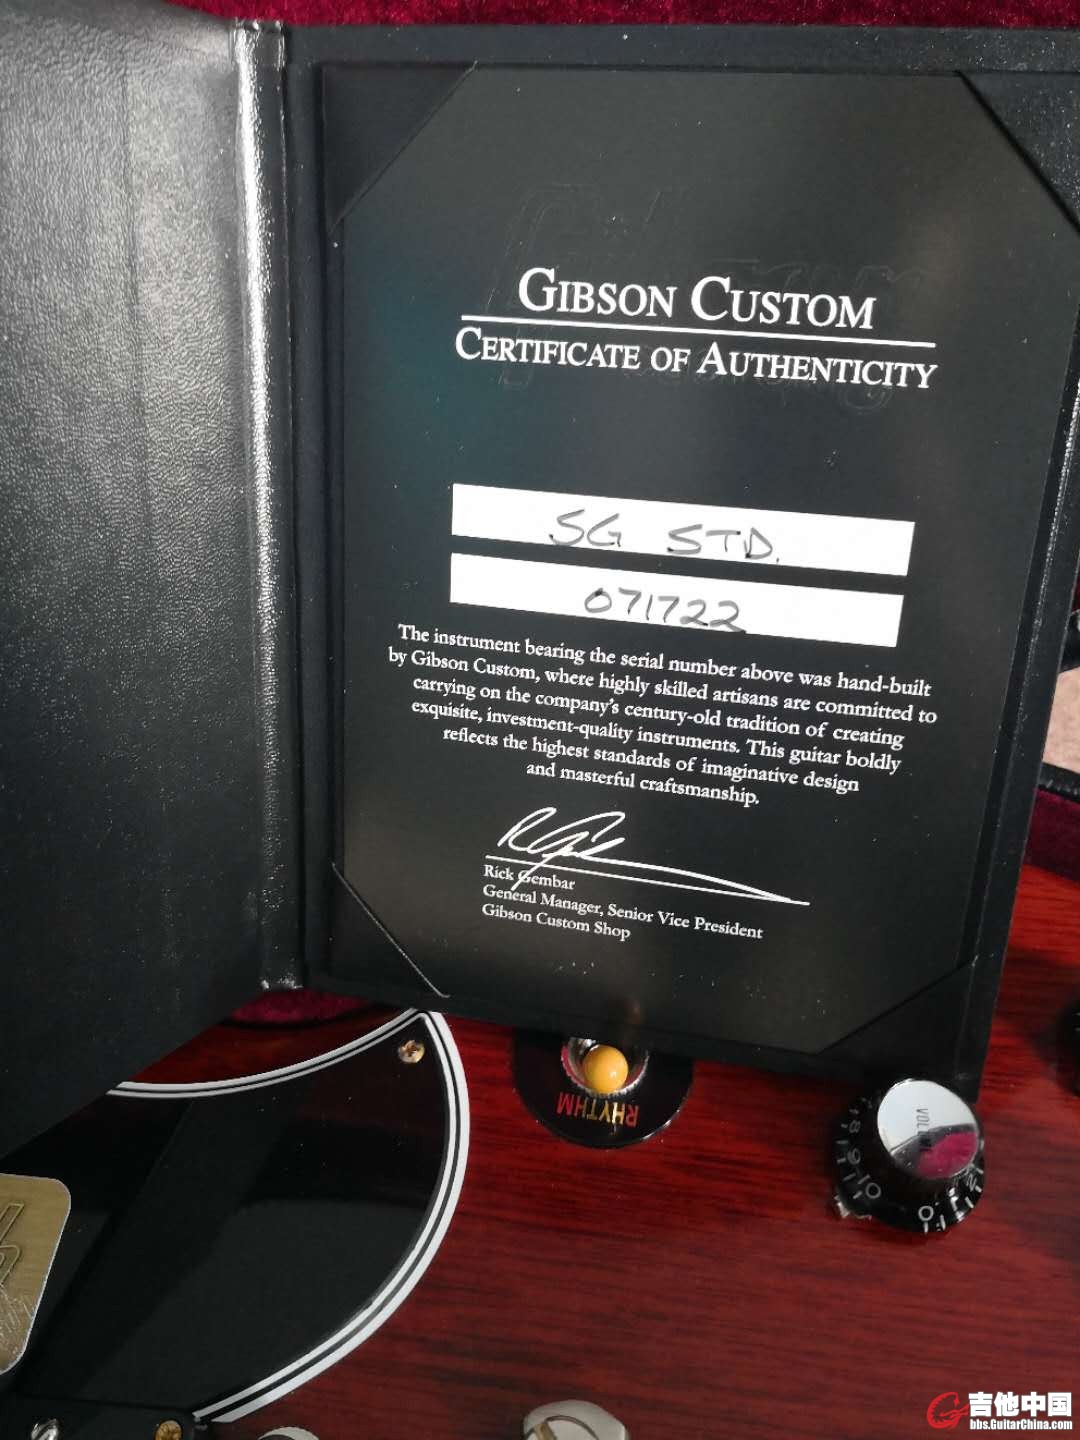 GIBSON CUSTOM
CERTIFICATE OF AUTHENTICITY
SG STD.
071722
The instrument bearing the serial number above was hand-built
by Gibson Custom, where highly skilled artisans are committed to
carrying on the company's century-old tradition of creating
exquisite, investment-quality instruments. This guitar boldly
reflects the highest standards of imaginative design
and masterful craftsmanship.
Rick Gembar
General Manager, Senior Vice President
Gibson Custom Shop
RHYTHM
吉他中国
bbs.GuitarChina.com